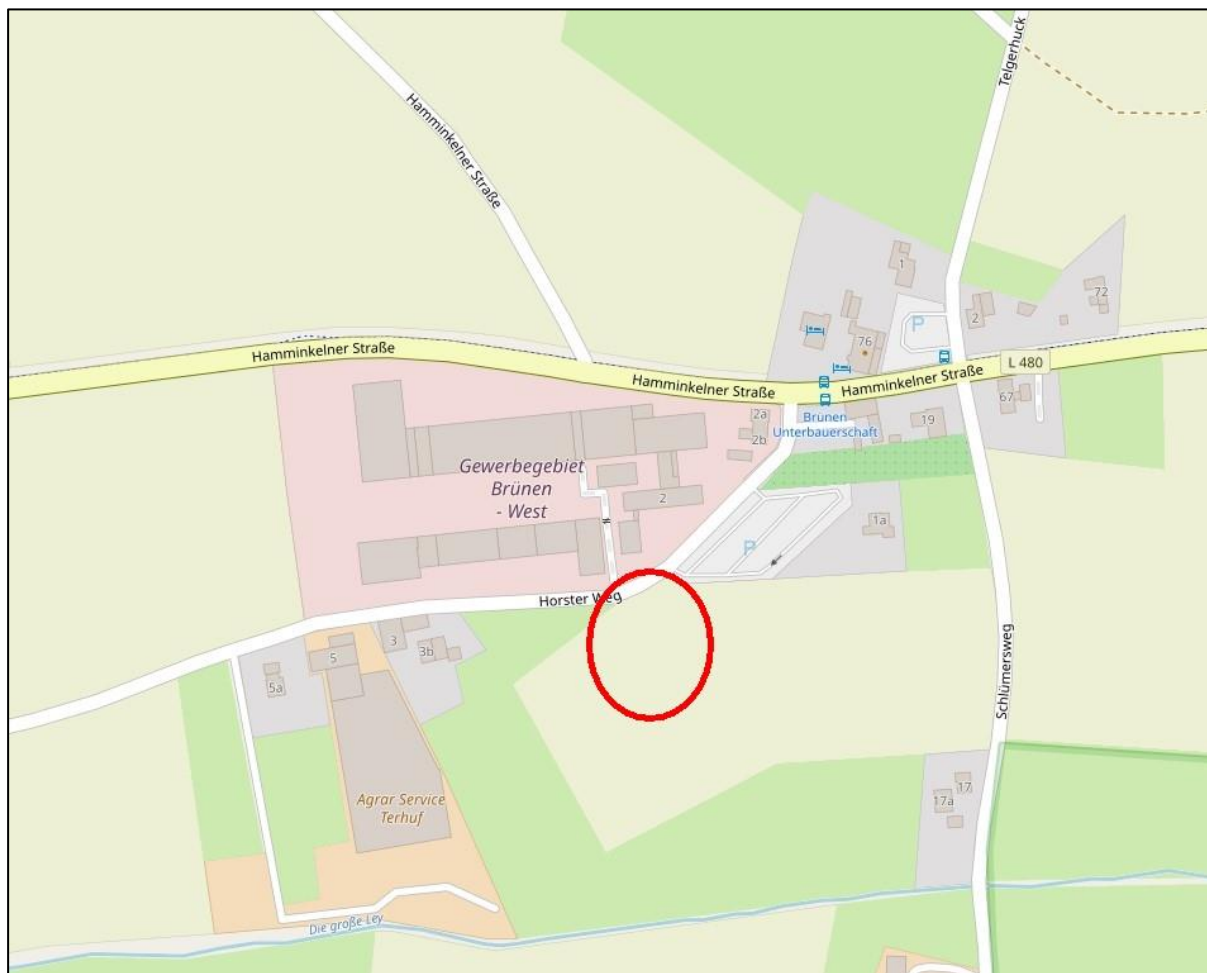 Telgerhuck
Hamminkelner Straße
1
72
2
P
76
Hamminkelner Straße
L 480
Hamminkelner Straße
Hamminkelner Straße
67
2a
Brünen
Unterbauerschaft
19
2b
Gewerbegebiet
Brünen
- West
2
1a
P
Horster Weg
3
3b
5
5a
Schlümersweg
17
17a
Agrar Service
Terhuf
Die große Ley